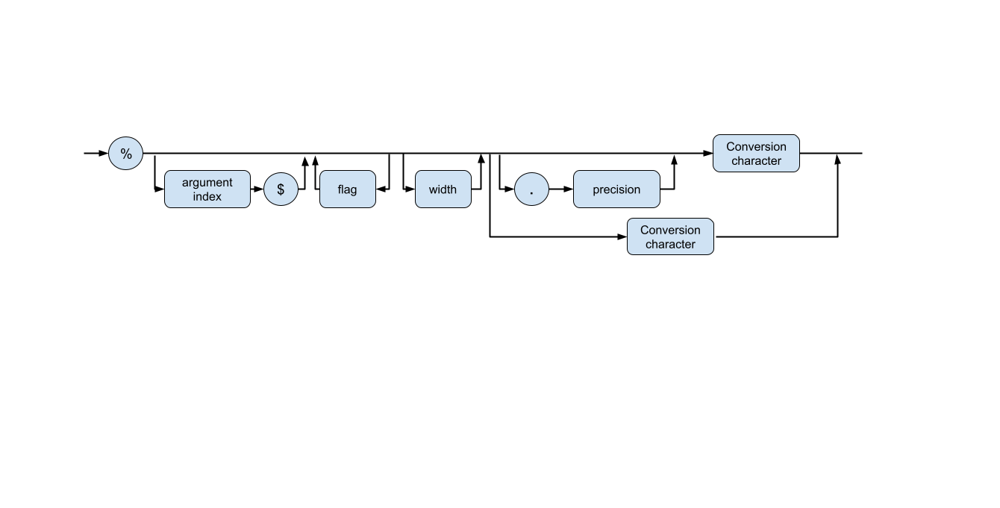 %
Conversion
character
argument
index
$
flag
width
.
precision
Conversion
character